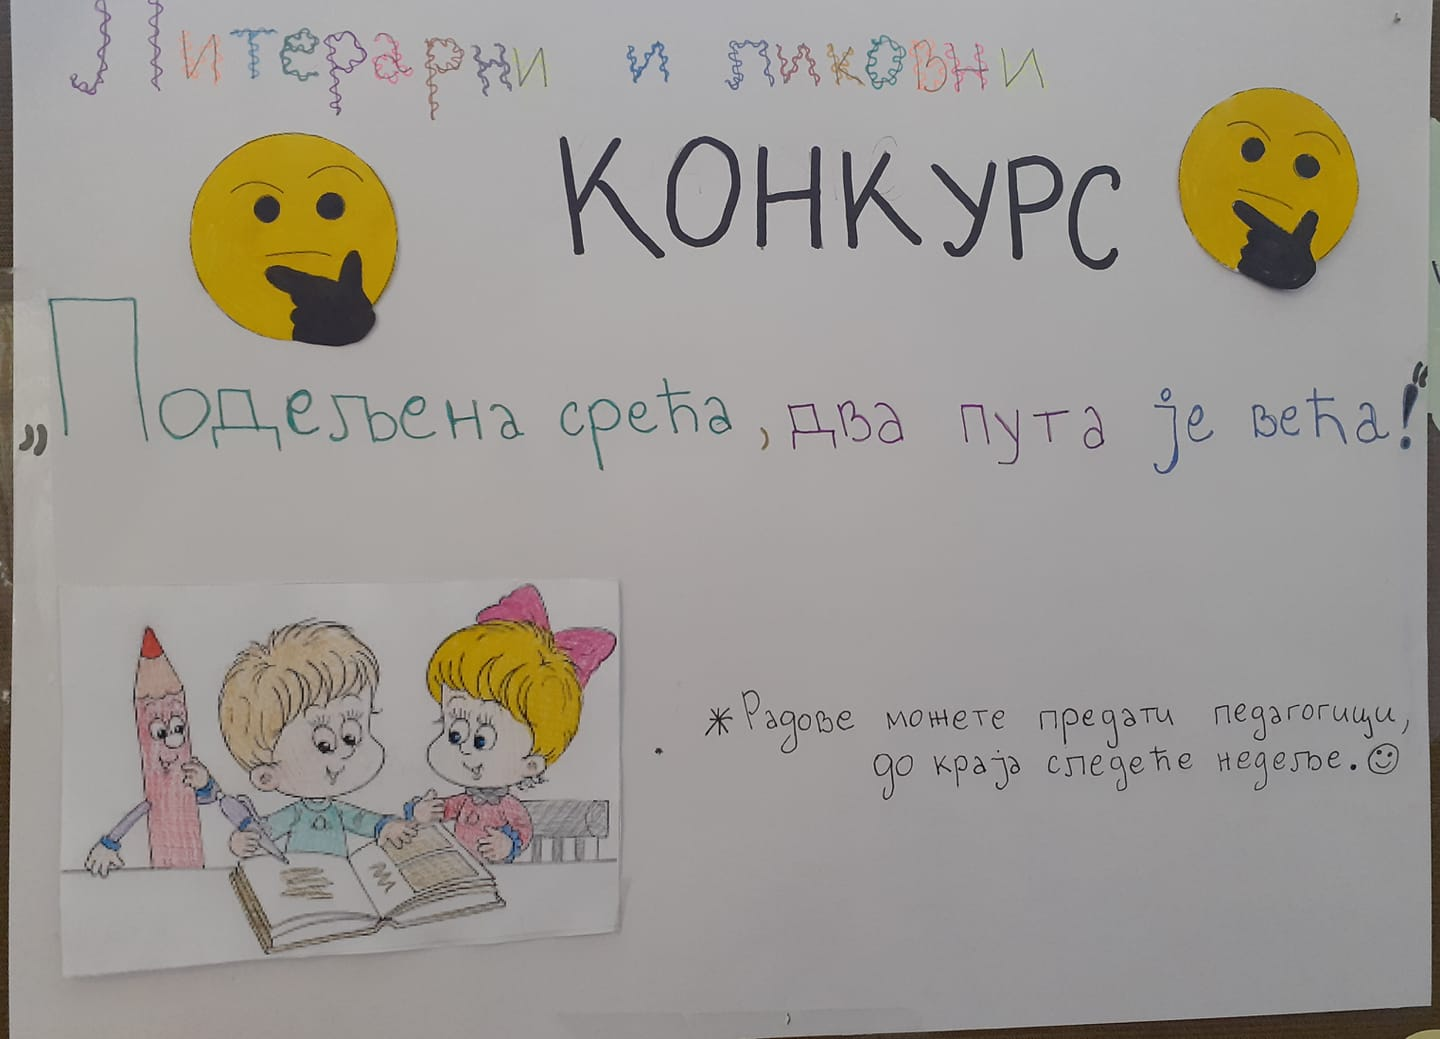 Литерарни и ликовни
КОНКУРС
„Подељена срећа, два пута је већа!“
*Радове можете предати педагогици,
до краја следеће недеље.☺